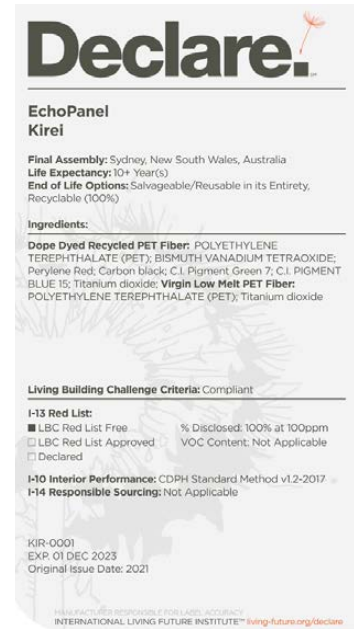 Declare.
EchoPanel
Kirei
Final Assembly: Sydney, New South Wales, Australia
Life Expectancy: 10+ Year(s)
End of Life Options: Salvageable/Reusable in its Entirety,
Recyclable (100%)
Ingredients:
Dope Dyed Recycled PET Fiber: POLYETHYLENE
TEREPHTHALATE (PET); BISMUTH VANADIUM TETRAOXIDE;
Perylene Red; Carbon black; C.I. Pigment Green 7; C.I. PIGMENT
BLUE 15; Titanium dioxide; Virgin Low Melt PET Fiber:
POLYETHYLENE TEREPHTHALATE (PET); Titanium dioxide
Living Building Challenge Criteria: Compliant
I-13 Red List:
■ LBC Red List Free % Disclosed: 100% at 100ppm
□ LBC Red List Approved VOC Content: Not Applicable
□ Declared
I-10 Interior Performance: CDPH Standard Method v1.2-2017
I-14 Responsible Sourcing: Not Applicable
KIR-0001
EXP. 01 DEC 2023
Original Issue Date: 2021
MANUFACTURER RESPONSIBLE FOR LABEL ACCURACY
INTERNATIONAL LIVING FUTURE INSTITUTE™ living-future.org/declare